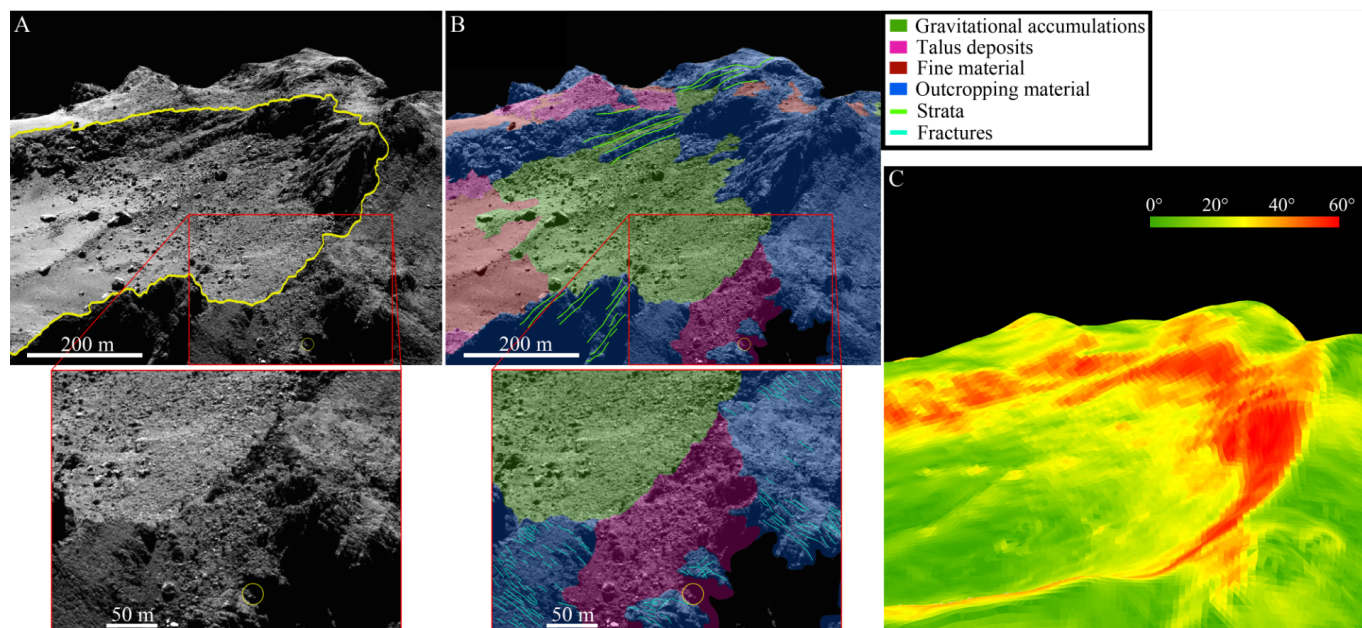 A
B
Gravitational accumulations
Talus deposits
Fine material
Outcropping material
Strata
Fractures
C
0° 20° 40° 60°
200 m
200 m
50 m
50 m